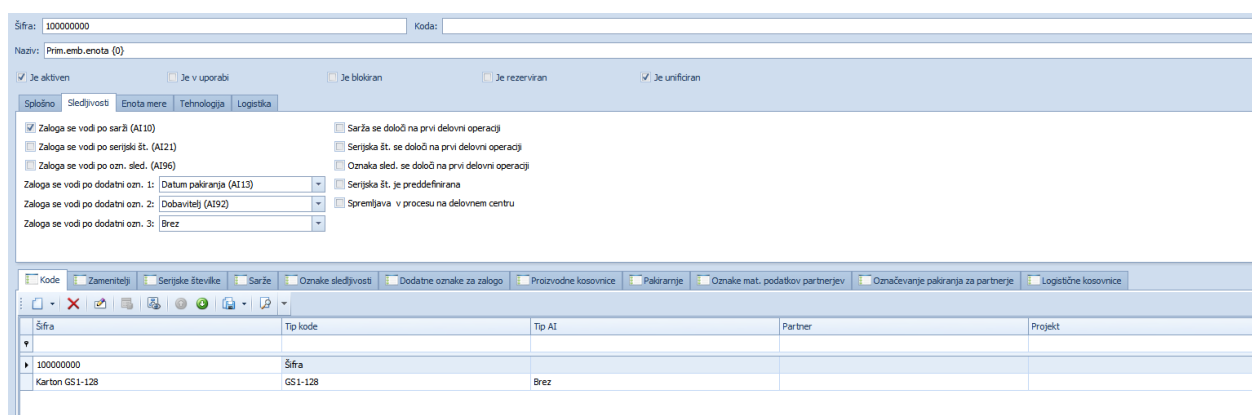 Šifra: 100000000 Koda:
Naziv: Prim.emb.enota {0}
Je aktiven Je v uporabi Je blokiran Je rezerviran Je unificiran
Splošno Sledljivosti Enota mere Tehnologija Logistika
Zaloga se vodi po sarži (AI10) Sarža se določi na prvi delovni operaciji
Zaloga se vodi po serijski št. (AI21) Serijska št. se določi na prvi delovni operaciji
Zaloga se vodi po ozn. sled. (AI96) Oznaka sled. se določi na prvi delovni operaciji
Zaloga se vodi po dodatni ozn. 1: Datum pakiranja (AI13) Serijska št. je preddefinirana
Zaloga se vodi po dodatni ozn. 2: Dobavitelj (AI92) Spremljava v procesu na delovnem centru
Zaloga se vodi po dodatni ozn. 3: Brez
Kode Zamenitelji Serijske številke Sarže Oznake sledljivosti Dodatne oznake za zalogo Proizvodne kosovnice Pakirarnje Oznake mat. podatkov partnerjev Označevanje pakiranja za partnerje Logistične kosovnice
Šifra Tip kode Tip AI Partner Projekt
100000000 Šifra
Karton GS1-128 GS1-128 Brez